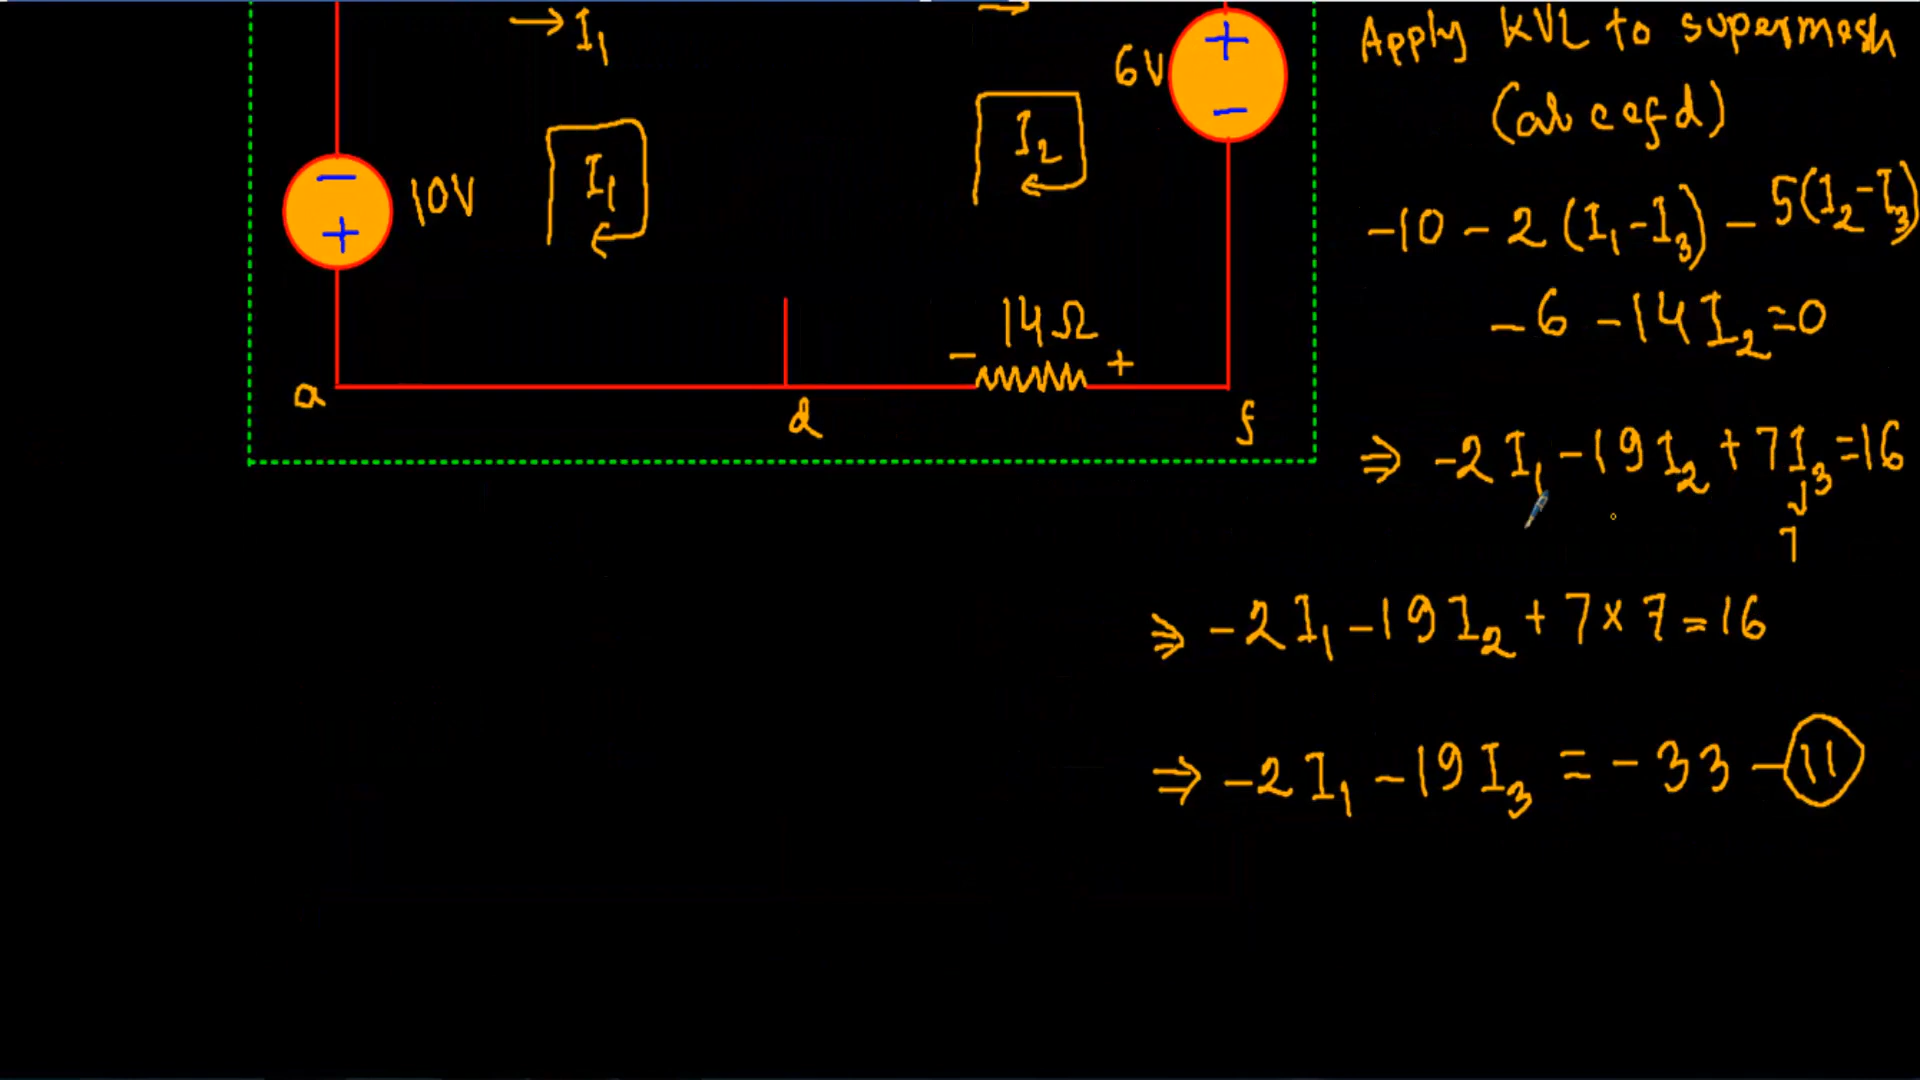 → I₁
→
6V
+
−
I₂
I₁
−
+
10V
14Ω
− +
a
d
f
Apply KVL to supermesh
(abcefd)
-10 - 2(I₁-I₃) - 5(I₂-I₃)
- 6 - 14I₂ = 0
⇒ -2I₁ - 19I₂ + 7I₃ = 16
↓
7
⇒ -2I₁ - 19I₂ + 7 × 7 = 16
⇒ -2I₁ - 19I₃ = - 33 - 11